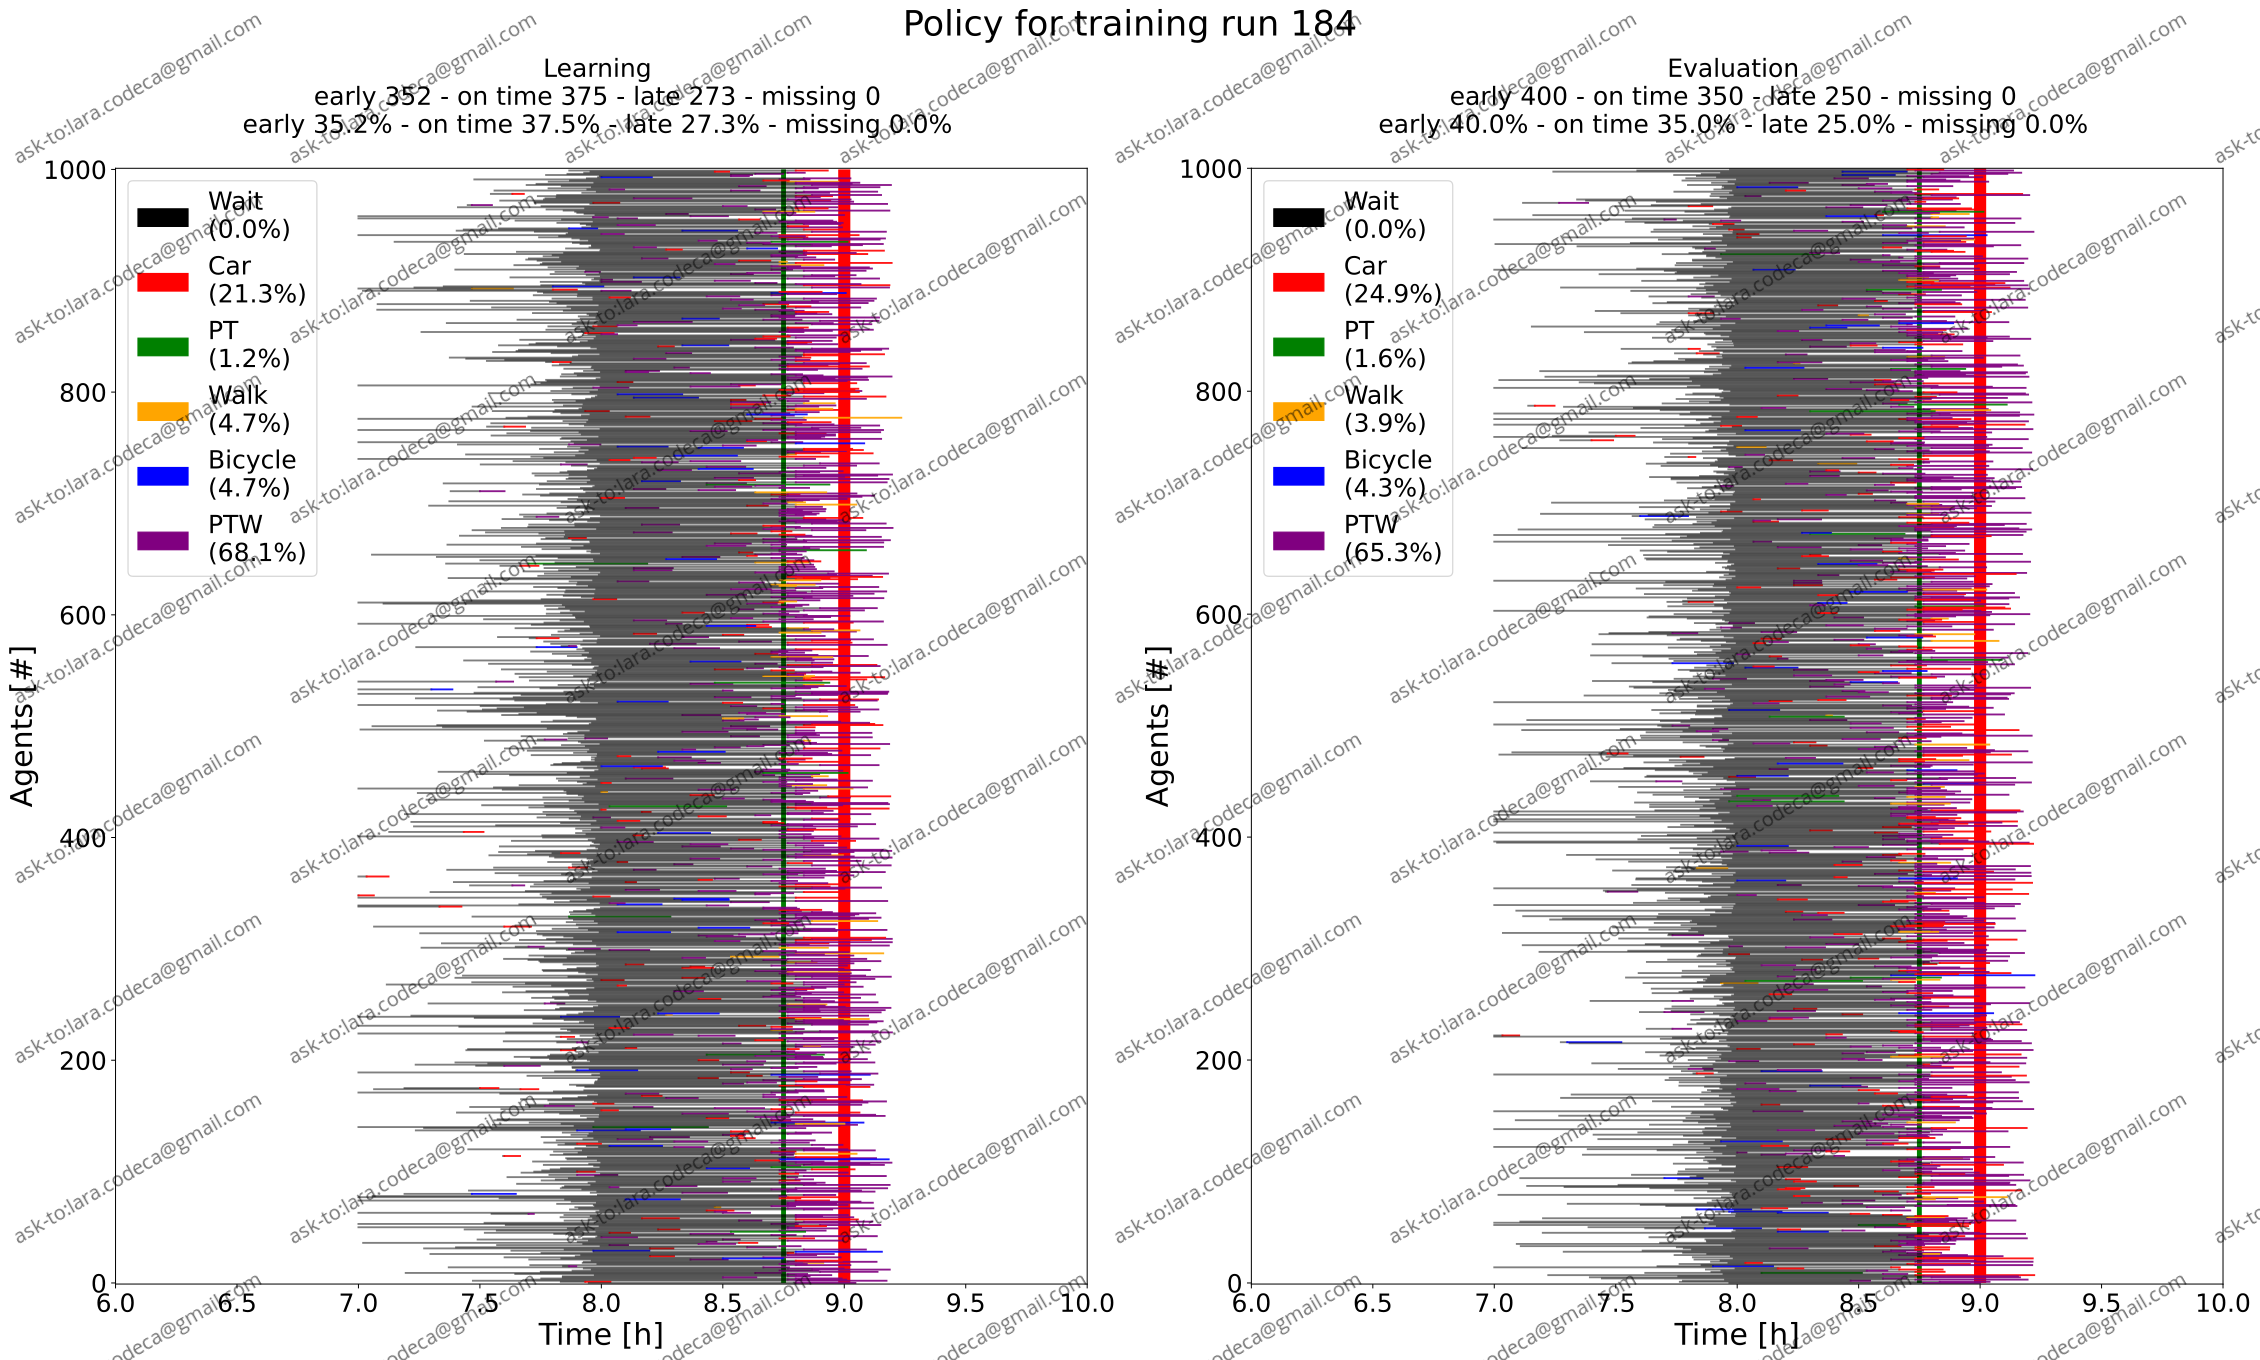 Policy for training run 184
Learning
early 352 - on time 375 - late 273 - missing 0
early 35.2% - on time 37.5% - late 27.3% - missing 0.0%
1000
800
600
400
200
0
Agents [#]
Wait
(0.0%)
Car
(21.3%)
PT
(1.2%)
Walk
(4.7%)
Bicycle
(4.7%)
PTW
(68.1%)
6.0 6.5 7.0 7.5 8.0 8.5 9.0 9.5 10.0
Time [h]
Evaluation
early 400 - on time 350 - late 250 - missing 0
early 40.0% - on time 35.0% - late 25.0% - missing 0.0%
1000
800
600
400
200
0
Agents [#]
Wait
(0.0%)
Car
(24.9%)
PT
(1.6%)
Walk
(3.9%)
Bicycle
(4.3%)
PTW
(65.3%)
6.0 6.5 7.0 7.5 8.0 8.5 9.0 9.5 10.0
Time [h]
ask-to:lara.codeca@gmail.com